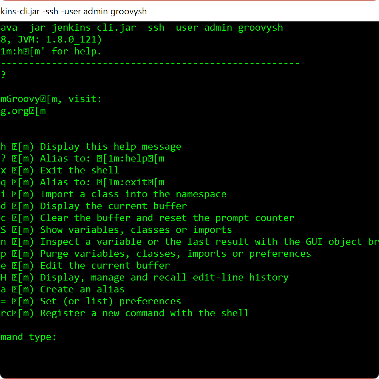 kins-cli.jar -ssh -user admin groovysh
ava -jar jenkins-cli.jar -ssh -user admin groovysh
8, JVM: 1.8.0_121)
1m:h⍰[m' for help.
-----------------------------------------------------
?
mGroovy⍰[m, visit:
g.org⍰[m
h ⍰[m) Display this help message
? ⍰[m) Alias to: ⍰[1m:help⍰[m
x ⍰[m) Exit the shell
q ⍰[m) Alias to: ⍰[1m:exit⍰[m
i ⍰[m) Import a class into the namespace
d ⍰[m) Display the current buffer
c ⍰[m) Clear the buffer and reset the prompt counter
S ⍰[m) Show variables, classes or imports
n ⍰[m) Inspect a variable or the last result with the GUI object br
p ⍰[m) Purge variables, classes, imports or preferences
e ⍰[m) Edit the current buffer
H ⍰[m) Display, manage and recall edit-line history
a ⍰[m) Create an alias
= ⍰[m) Set (or list) preferences
rc⍰[m) Register a new command with the shell
mand type: